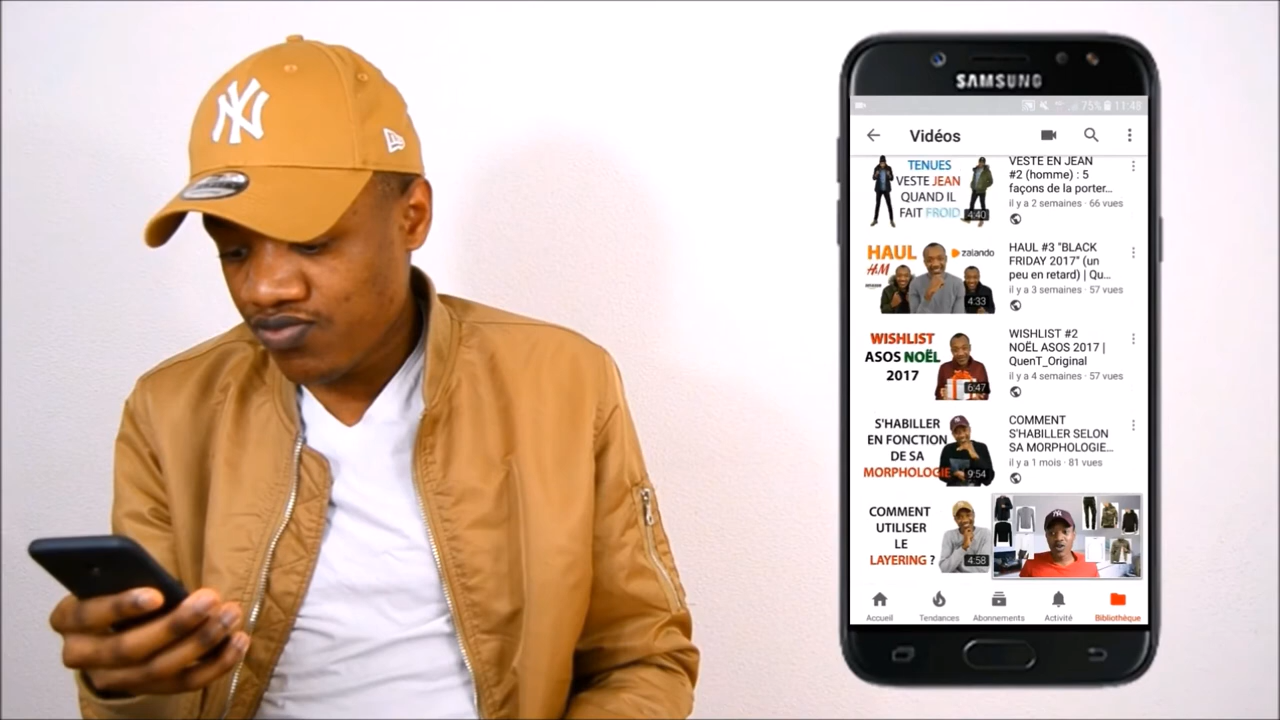 NY
SAMSUNG
75% 11:48
Vidéos
TENUES
VESTE JEAN
QUAND IL
FAIT FROID
4:40
VESTE EN JEAN
#2 (homme) : 5
façons de la porter...
il y a 2 semaines · 66 vues
HAUL
H&M
amazon
zalando
4:33
HAUL #3 "BLACK
FRIDAY 2017" (un
peu en retard) | Qu...
il y a 3 semaines · 57 vues
WISHLIST
ASOS NOËL
2017
6:47
WISHLIST #2
NOËL ASOS 2017 |
QuenT_Original
il y a 4 semaines · 57 vues
S'HABILLER
EN FONCTION
DE SA
MORPHOLOGIE
9:54
COMMENT
S'HABILLER SELON
SA MORPHOLOGIE...
il y a 1 mois · 81 vues
COMMENT
UTILISER
LE
LAYERING ?
4:58
NY
Accueil
Tendances
Abonnements
Activité
Bibliothèque